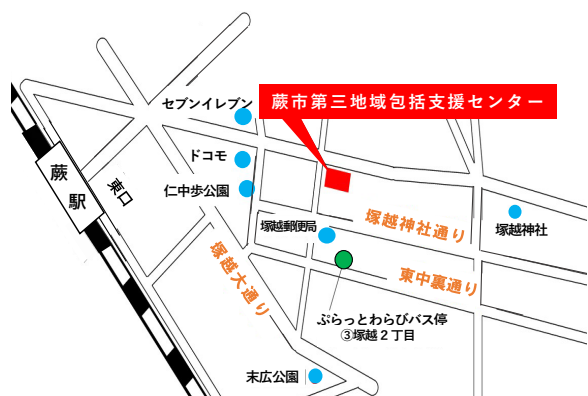 セブンイレブン
蕨市第三地域包括支援センター
ドコモ
蕨駅
東口
仁中歩公園
塚越郵便局
塚越神社通り
塚越神社
塚越大通り
東中裏通り
ぷらっとわらびバス停
③塚越２丁目
末広公園